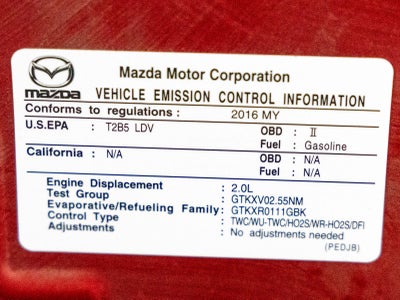 mazda
Mazda Motor Corporation
VEHICLE EMISSION CONTROL INFORMATION
Conforms to regulations : 2016 MY
U.S.EPA : T2B5 LDV OBD : II
Fuel : Gasoline
California : N/A OBD : N/A
Fuel : N/A
Engine Displacement : 2.0L
Test Group : GTKXV02.55NM
Evaporative/Refueling Family: GTKXR0111GBK
Control Type : TWC/WU-TWC/HO2S/WR-HO2S/DFI
Adjustments : No adjustments needed
(PEDJB)